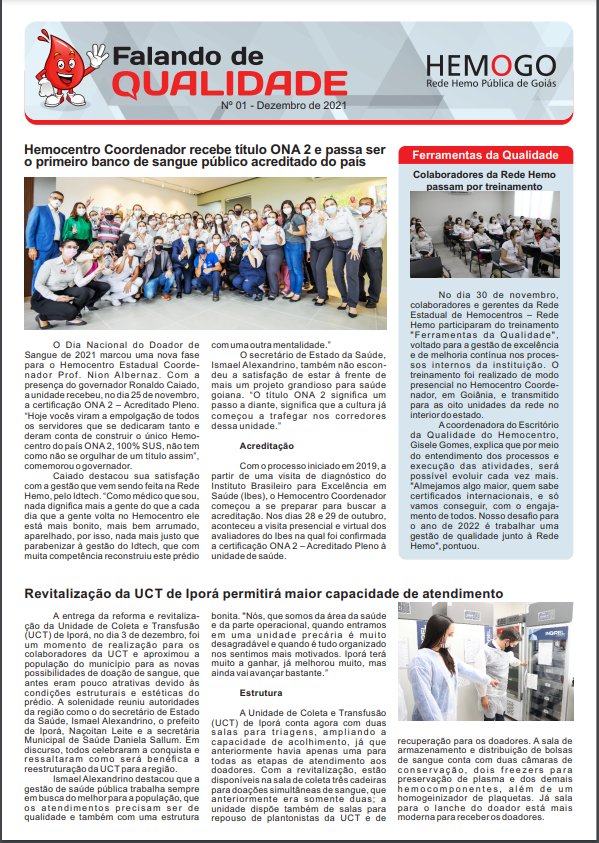 Falando de
QUALIDADE
Nº 01 - Dezembro de 2021
HEMOGO
Rede Hemo Pública de Goiás
Hemocentro Coordenador recebe título ONA 2 e passa ser
o primeiro banco de sangue público acreditado do país
O Dia Nacional do Doador de
Sangue de 2021 marcou uma nova fase
para o Hemocentro Estadual Coorde-
nador Prof. Nion Albernaz. Com a
presença do governador Ronaldo Caiado,
a unidade recebeu, no dia 25 de novembro,
a certificação ONA 2 – Acreditado Pleno.
“Hoje vocês viram a empolgação de todos
os servidores que se dedicaram tanto e
deram conta de construir o único Hemo-
centro do país ONA 2, 100% SUS, não tem
como não se orgulhar de um título assim”,
comemorou o governador.
Caiado destacou sua satisfação
com a gestão que vem sendo feita na Rede
Hemo, pelo Idtech. “Como médico que sou,
nada dignifica mais a gente do que a cada
dia que a gente volta no Hemocentro ele
está mais bonito, mais bem arrumado,
aparelhado, por isso, nada mais justo que
parabenizar à gestão do Idtech, que com
muita competência reconstruiu este prédio
com uma outra mentalidade.”
O secretário de Estado da Saúde,
Ismael Alexandrino, também não escon-
deu a satisfação de estar à frente de
mais um projeto grandioso para saúde
goiana. “O título ONA 2 significa um
passo a diante, significa que a cultura já
começou a trafegar nos corredores
dessa unidade.”
Acreditação
Com o processo iniciado em 2019, a
partir de uma visita de diagnóstico do
Instituto Brasileiro para Excelência em
Saúde (Ibes), o Hemocentro Coordenador
começou a se preparar para buscar a
acreditação. Nos dias 28 e 29 de outubro,
aconteceu a visita presencial e virtual dos
avaliadores do Ibes na qual foi confirmada
a certificação ONA 2 – Acreditado Pleno à
unidade de saúde.
Ferramentas da Qualidade
Colaboradores da Rede Hemo
passam por treinamento
No dia 30 de novembro,
colaboradores e gerentes da Rede
Estadual de Hemocentros – Rede
Hemo participaram do treinamento
"Ferramentas da Qualidade",
voltado para a gestão de excelência
e de melhoria contínua nos proces-
sos internos da instituição. O
treinamento foi realizado de modo
presencial no Hemocentro Coorde-
nador, em Goiânia, e transmitido
para as oito unidades da rede no
interior do estado.
A coordenadora do Escritório
da Qualidade do Hemocentro,
Gisele Gomes, explica que por meio
do entendimento dos processos e
execução das atividades, será
possível evoluir cada vez mais.
"Almejamos algo maior, quem sabe
certificados internacionais, e só
vamos conseguir, com o engaja-
mento de todos. Nosso desafio para
o ano de 2022 é trabalhar uma
gestão de qualidade junto à Rede
Hemo", pontuou.
Revitalização da UCT de Iporá permitirá maior capacidade de atendimento
A entrega da reforma e revitaliza-
ção da Unidade de Coleta e Transfusão
(UCT) de Iporá, no dia 3 de dezembro, foi
um momento de realização para os
colaboradores da UCT e aproximou a
população do município para as novas
possibilidades de doação de sangue, que
antes eram pouco atrativas devido às
condições estruturais e estéticas do
prédio. A solenidade reuniu autoridades
da região como o do secretário de Estado
da Saúde, Ismael Alexandrino, o prefeito
de Iporá, Naçoitan Leite e a secretária
Municipal de Saúde Daniela Sallum. Em
discurso, todos celebraram a conquista e
ressaltaram como será benéfica a
reestruturação da UCT para a região.
Ismael Alexandrino destacou que a
gestão de saúde pública trabalha sempre
em busca do melhor para a população, que
os atendimentos precisam ser de
qualidade e também com uma estrutura
bonita. "Nós, que somos da área da saúde
e da parte operacional, quando entramos
em uma unidade precária é muito
desagradável e quando é tudo organizado
nos sentimos mais motivados. Iporá terá
muito a ganhar, já melhorou muito, mas
ainda vai avançar bastante.”
Estrutura
A Unidade de Coleta e Transfusão
(UCT) de Iporá conta agora com duas
salas para triagens, ampliando a
capacidade de acolhimento, já que
anteriormente havia apenas uma para
todas as etapas de atendimento aos
doadores. Com a revitalização, estão
disponíveis na sala de coleta três cadeiras
para doações simultâneas de sangue, que
anteriormente eram somente duas; a
unidade dispõe também de salas para
repouso de plantonistas da UCT e de
recuperação para os doadores. A sala de
armazenamento e distribuição de bolsas
de sangue conta com duas câmaras de
conservação, dois freezers para
preservação de plasma e dos demais
hemocomponentes, além de um
homogeinizador de plaquetas. Já sala
para o lanche do doador está mais
moderna para receber os doadores.